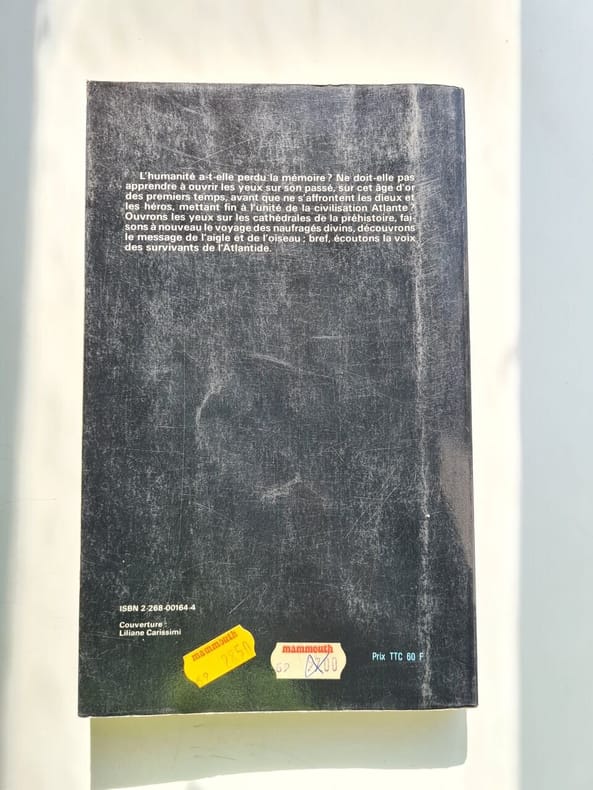 L'humanité a-t-elle perdu la mémoire ? Ne doit-elle pas
apprendre à ouvrir les yeux sur son passé, sur cet âge d'or
des premiers temps, avant que ne s'affrontent les dieux et
les héros, mettant fin à l'unité de la civilisation Atlante ?
Ouvrons les yeux sur les cathédrales de la préhistoire, fai-
sons à nouveau le voyage des naufragés divins, découvrons
le message de l'aigle et de l'oiseau ; bref, écoutons la voix
des survivants de l'Atlantide.
ISBN 2-268-00164-4
Couverture :
Liliane Carissimi
mammouth
mammouth
Prix TTC 60 F